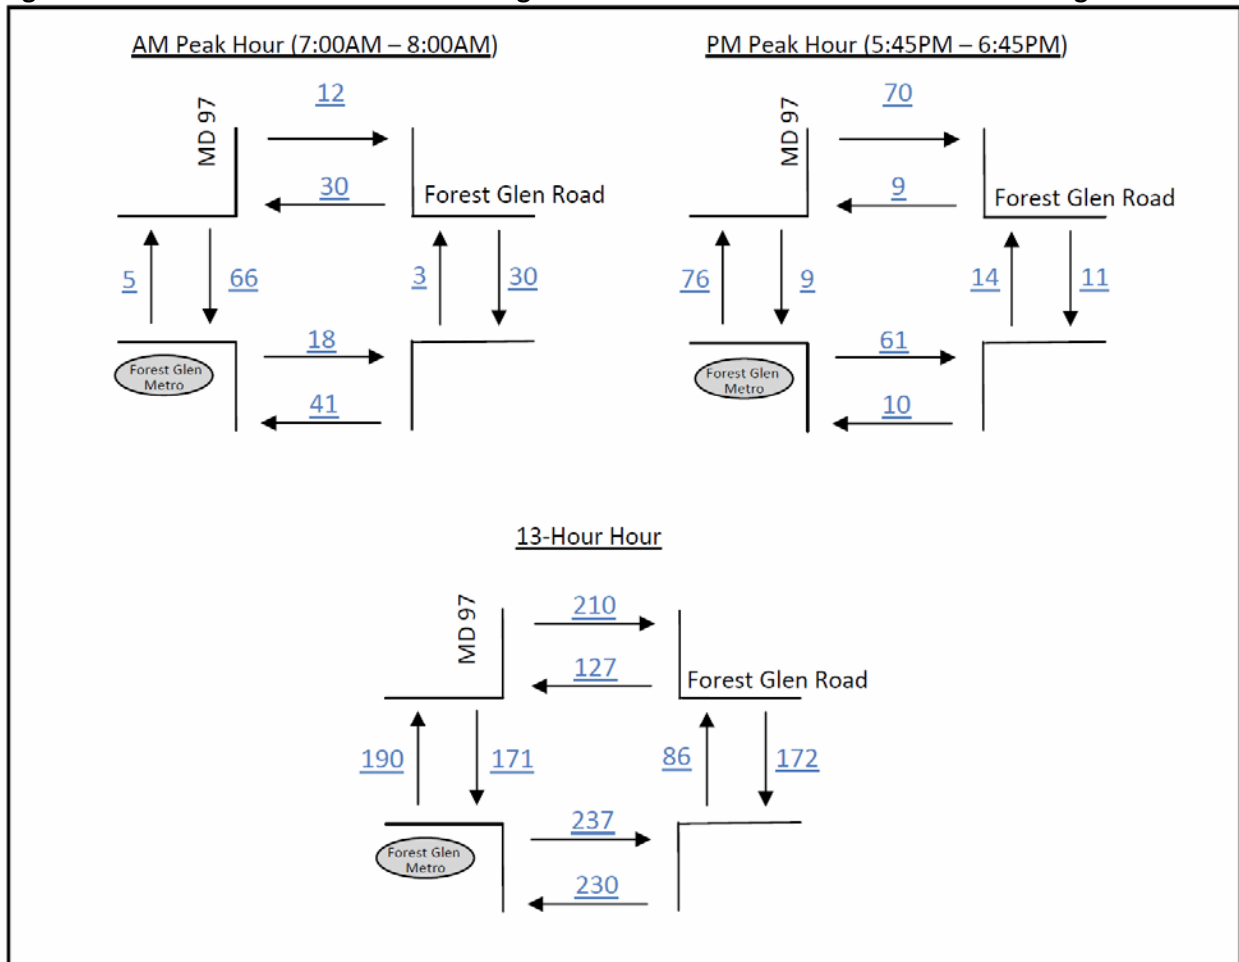 AM Peak Hour (7:00AM – 8:00AM)
PM Peak Hour (5:45PM – 6:45PM)
MD 97
12
30
Forest Glen Road
5
66
3
30
18
41
Forest Glen
Metro
MD 97
70
9
Forest Glen Road
76
9
14
11
61
10
Forest Glen
Metro
13-Hour Hour
MD 97
210
127
Forest Glen Road
190
171
86
172
237
230
Forest Glen
Metro